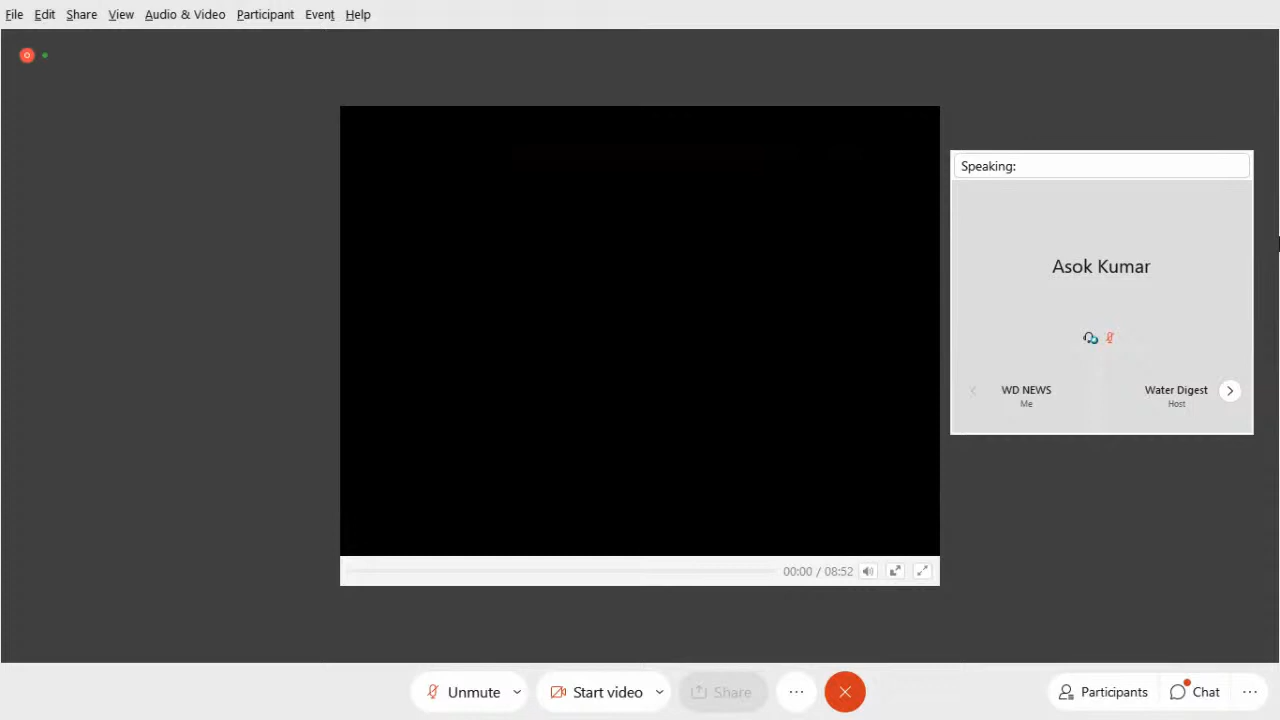 File Edit Share View Audio & Video Participant Event Help
Speaking:
Asok Kumar
WD NEWS
Me
Water Digest
Host
00:00 / 08:52
Unmute
Start video
Share
Participants
Chat